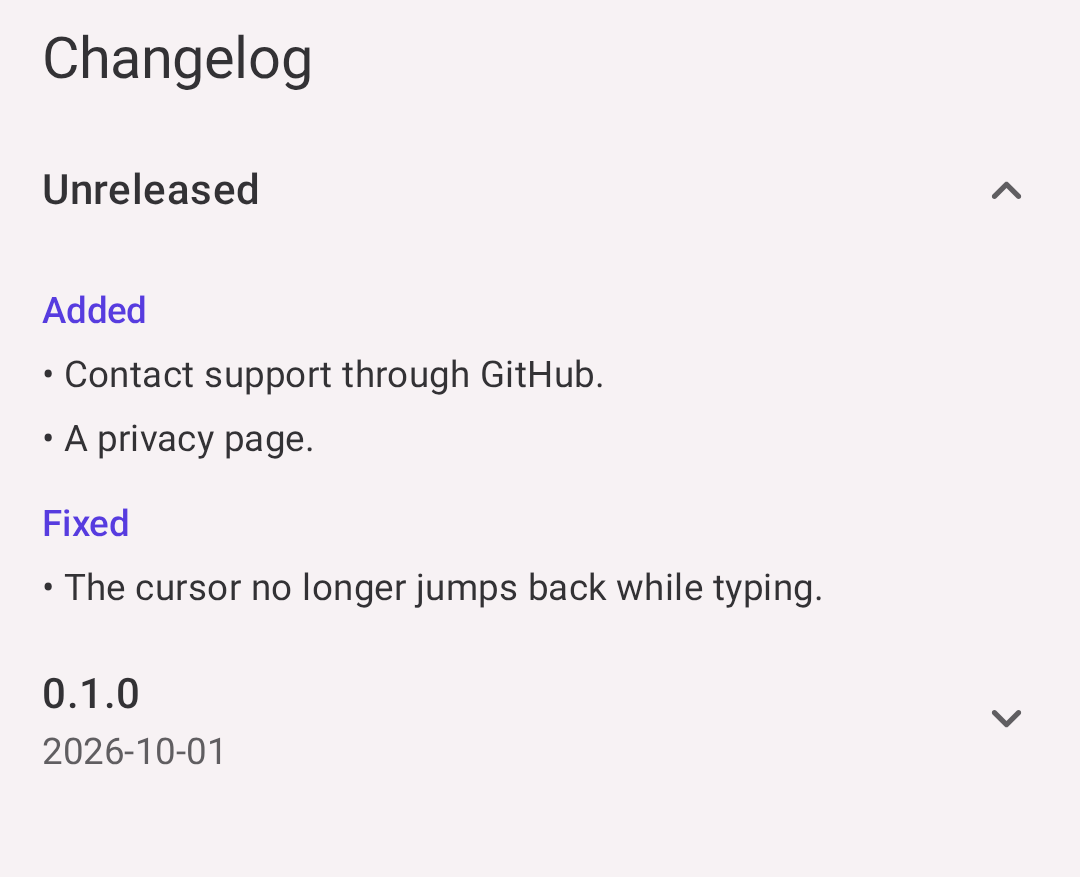 Changelog
Unreleased
Added
• Contact support through GitHub.
• A privacy page.
Fixed
• The cursor no longer jumps back while typing.
0.1.0
2026-10-01